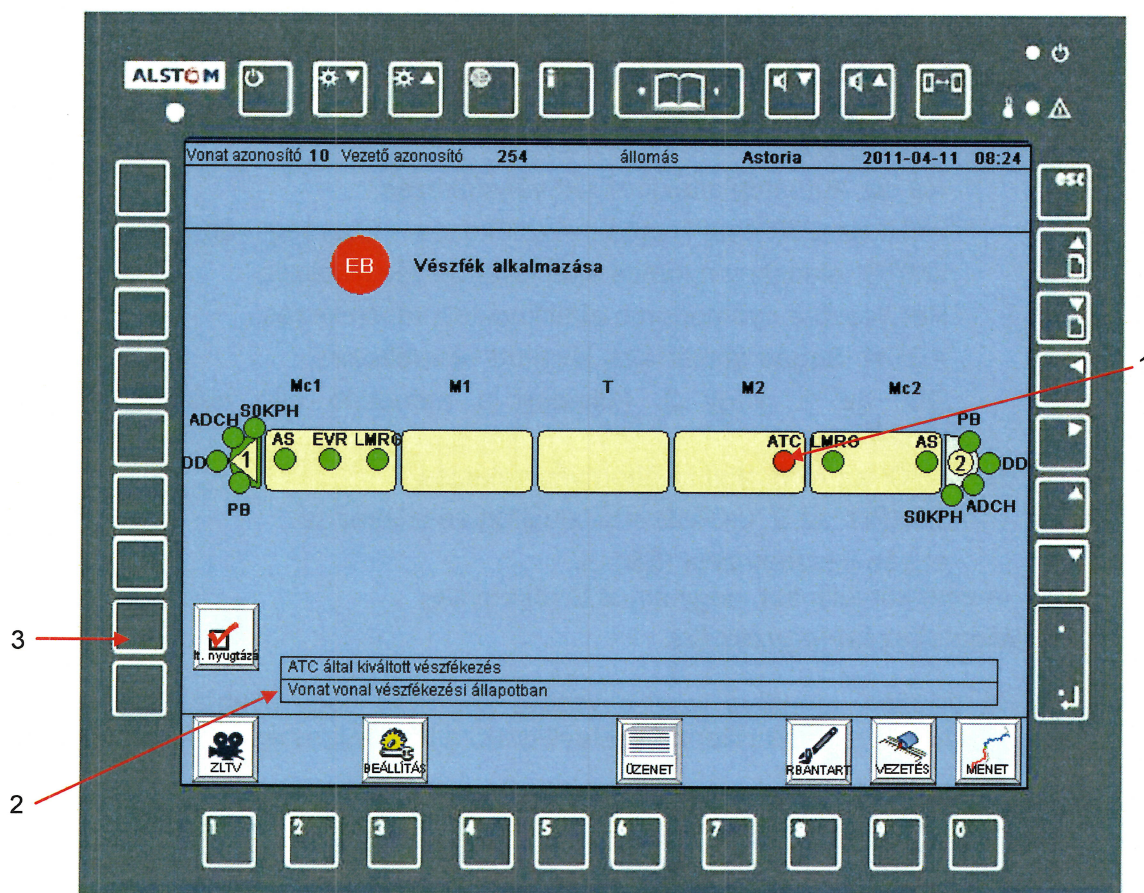 ALSTOM
esc
Vonat azonosító 10 Vezető azonosító 254 állomás Astoria 2011-04-11 08:24
EB Vészfék alkalmazása
Mc1 M1 T M2 Mc2
ADCH S0KPH PB
AS EVR LMRG ATC LMRG AS
DD 1 2 DD
PB S0KPH ADCH
lt. nyugtázá
ATC által kiváltott vészfékezés
Vonat vonal vészfékezési állapotban
ZLTV BEÁLLÍTÁS ÜZENET RBANTART VEZETÉS MENET
1 2 3 4 5 6 7 8 9 0
1
3
2